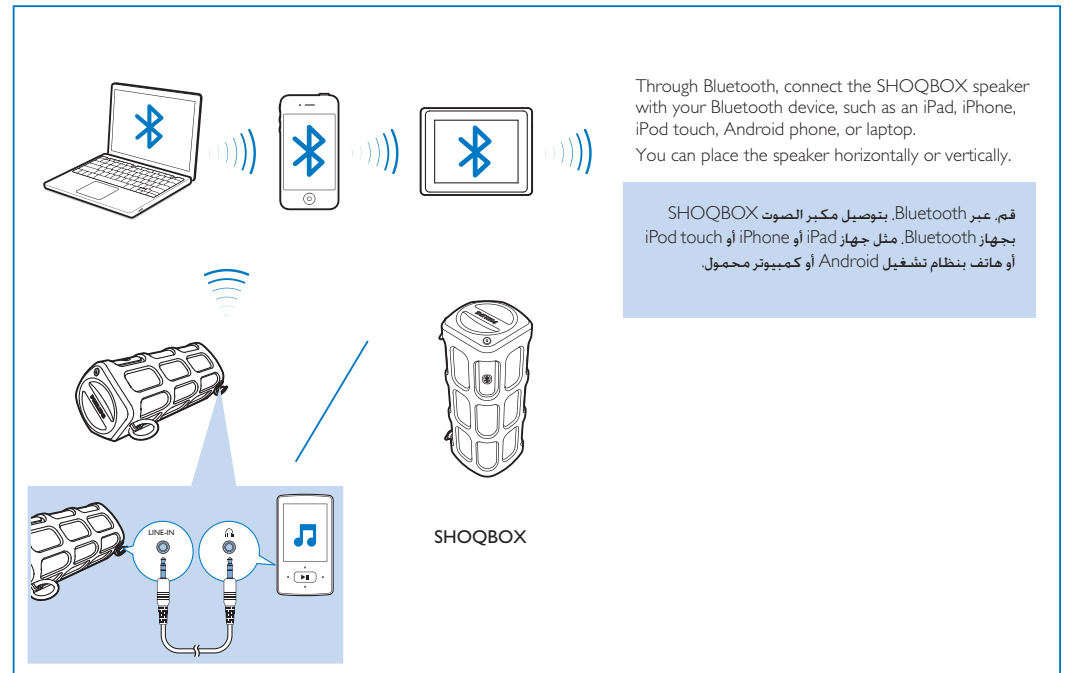 Through Bluetooth, connect the SHOQBOX speaker
with your Bluetooth device, such as an iPad, iPhone,
iPod touch, Android phone, or laptop.
You can place the speaker horizontally or vertically.
قم، عبر Bluetooth، بتوصيل مكبر الصوت SHOQBOX
بجهاز Bluetooth، مثل جهاز iPad أو iPhone أو iPod touch
أو هاتف بنظام تشغيل Android أو كمبيوتر محمول.
LINE-IN
SHOQBOX